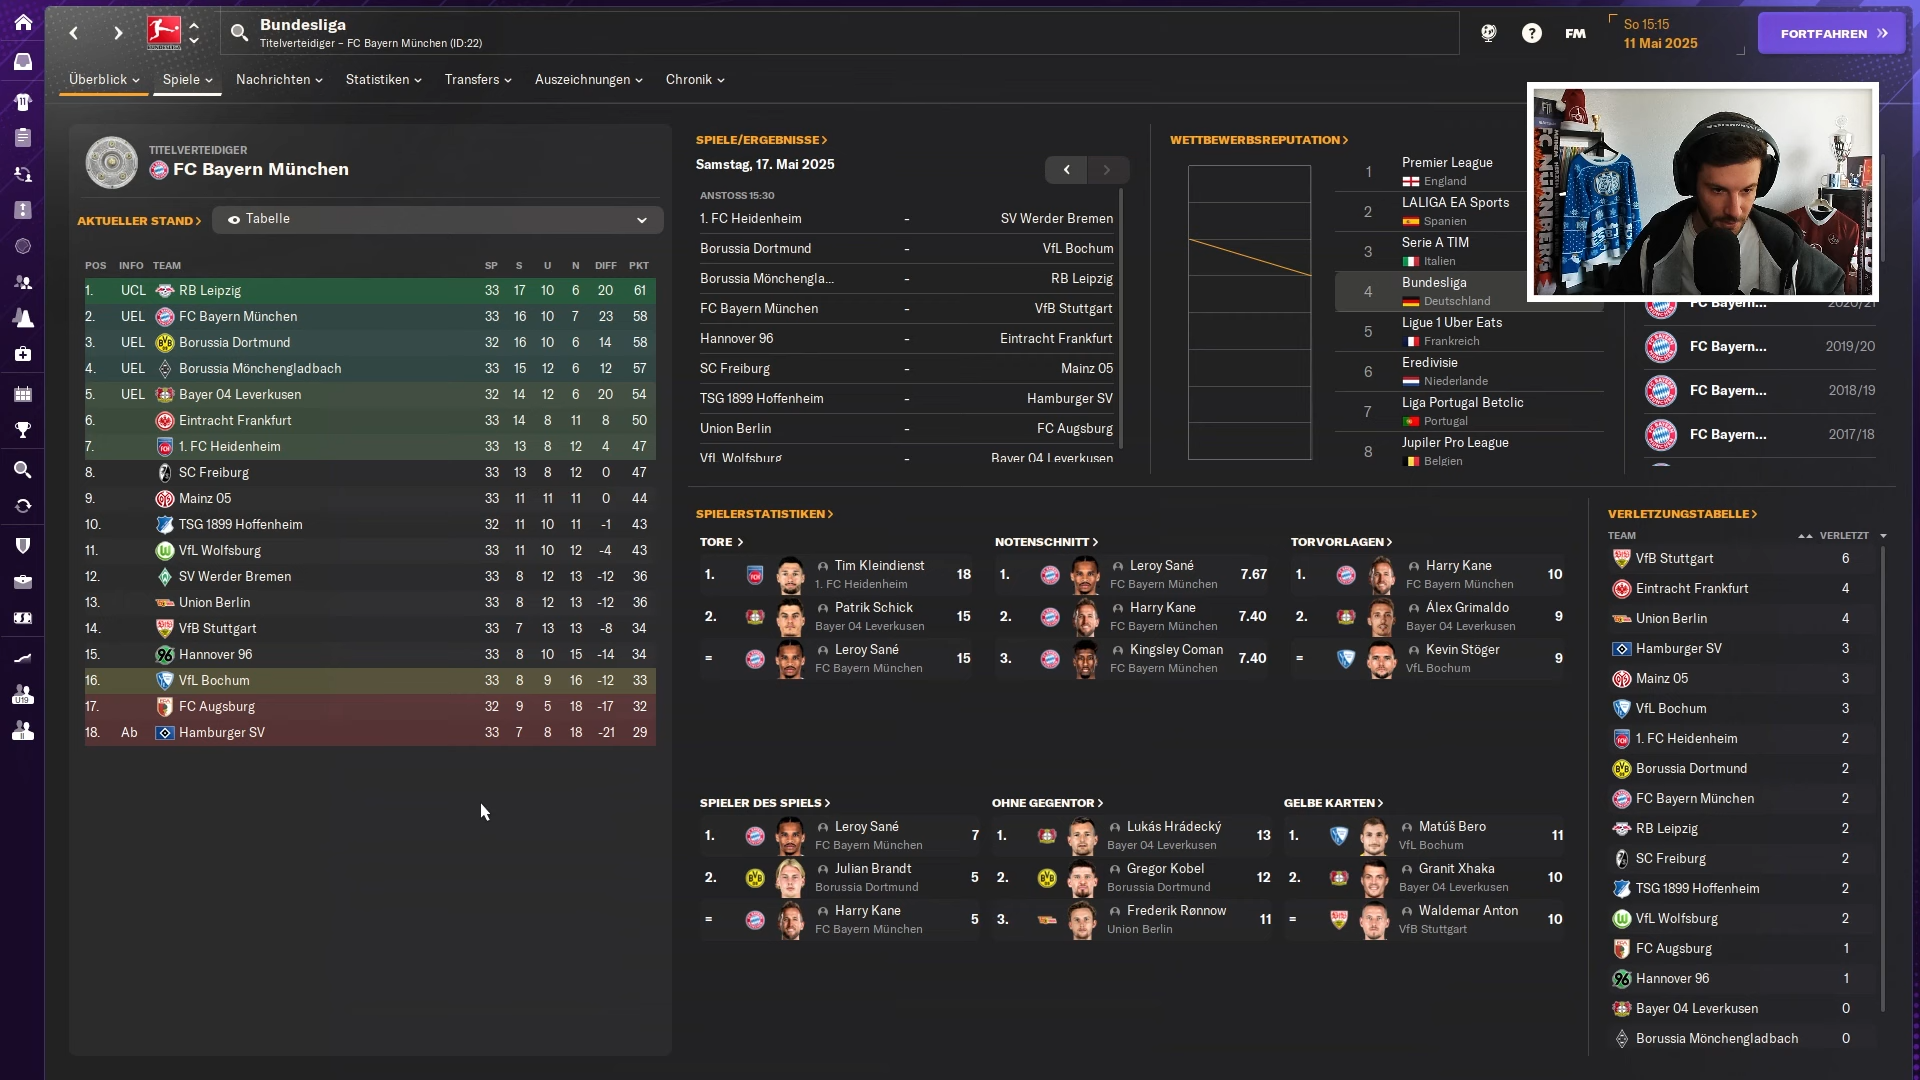 Bundesliga
Titelverteidiger – FC Bayern München (ID:22)
FM
So 15:15
11 Mai 2025
FORTFAHREN
Überblick
Spiele
Nachrichten
Statistiken
Transfers
Auszeichnungen
Chronik
TITELVERTEIDIGER
FC Bayern München
AKTUELLER STAND
Tabelle
POS INFO TEAM SP S U N DIFF PKT
1. UCL RB Leipzig 33 17 10 6 20 61
2. UEL FC Bayern München 33 16 10 7 23 58
3. UEL Borussia Dortmund 32 16 10 6 14 58
4. UEL Borussia Mönchengladbach 33 15 12 6 12 57
5. UEL Bayer 04 Leverkusen 32 14 12 6 20 54
6. Eintracht Frankfurt 33 14 8 11 8 50
7. 1. FC Heidenheim 33 13 8 12 4 47
8. SC Freiburg 33 13 8 12 0 47
9. Mainz 05 33 11 11 11 0 44
10. TSG 1899 Hoffenheim 32 11 10 11 -1 43
11. VfL Wolfsburg 33 11 10 12 -4 43
12. SV Werder Bremen 33 8 12 13 -12 36
13. Union Berlin 33 8 12 13 -12 36
14. VfB Stuttgart 33 7 13 13 -8 34
15. Hannover 96 33 8 10 15 -14 34
16. VfL Bochum 33 8 9 16 -12 33
17. FC Augsburg 32 9 5 18 -17 32
18. Ab Hamburger SV 33 7 8 18 -21 29
SPIELE/ERGEBNISSE
Samstag, 17. Mai 2025
ANSTOSS 15:30
1. FC Heidenheim - SV Werder Bremen
Borussia Dortmund - VfL Bochum
Borussia Mönchengla... - RB Leipzig
FC Bayern München - VfB Stuttgart
Hannover 96 - Eintracht Frankfurt
SC Freiburg - Mainz 05
TSG 1899 Hoffenheim - Hamburger SV
Union Berlin - FC Augsburg
VfL Wolfsburg - Bayer 04 Leverkusen
WETTBEWERBSREPUTATION
1 Premier League
England
2 LALIGA EA Sports
Spanien
3 Serie A TIM
Italien
4 Bundesliga
Deutschland
5 Ligue 1 Uber Eats
Frankreich
6 Eredivisie
Niederlande
7 Liga Portugal Betclic
Portugal
8 Jupiler Pro League
Belgien
FC NÜRNBERG
FC Bayern... 2020/21
FC Bayern... 2019/20
FC Bayern... 2018/19
FC Bayern... 2017/18
SPIELERSTATISTIKEN
TORE
1. Tim Kleindienst 18
1. FC Heidenheim
2. Patrik Schick 15
Bayer 04 Leverkusen
= Leroy Sané 15
FC Bayern München
NOTENSCHNITT
1. Leroy Sané 7.67
FC Bayern München
2. Harry Kane 7.40
FC Bayern München
3. Kingsley Coman 7.40
FC Bayern München
TORVORLAGEN
1. Harry Kane 10
FC Bayern München
2. Álex Grimaldo 9
Bayer 04 Leverkusen
= Kevin Stöger 9
VfL Bochum
SPIELER DES SPIELS
1. Leroy Sané 7
FC Bayern München
2. Julian Brandt 5
Borussia Dortmund
= Harry Kane 5
FC Bayern München
OHNE GEGENTOR
1. Lukás Hrádecký 13
Bayer 04 Leverkusen
2. Gregor Kobel 12
Borussia Dortmund
3. Frederik Rønnow 11
Union Berlin
GELBE KARTEN
1. Matúš Bero 11
VfL Bochum
2. Granit Xhaka 10
Bayer 04 Leverkusen
= Waldemar Anton 10
VfB Stuttgart
VERLETZUNGSTABELLE
TEAM VERLETZT
VfB Stuttgart 6
Eintracht Frankfurt 4
Union Berlin 4
Hamburger SV 3
Mainz 05 3
VfL Bochum 3
1. FC Heidenheim 2
Borussia Dortmund 2
FC Bayern München 2
RB Leipzig 2
SC Freiburg 2
TSG 1899 Hoffenheim 2
VfL Wolfsburg 2
FC Augsburg 1
Hannover 96 1
Bayer 04 Leverkusen 0
Borussia Mönchengladbach 0
U19
II